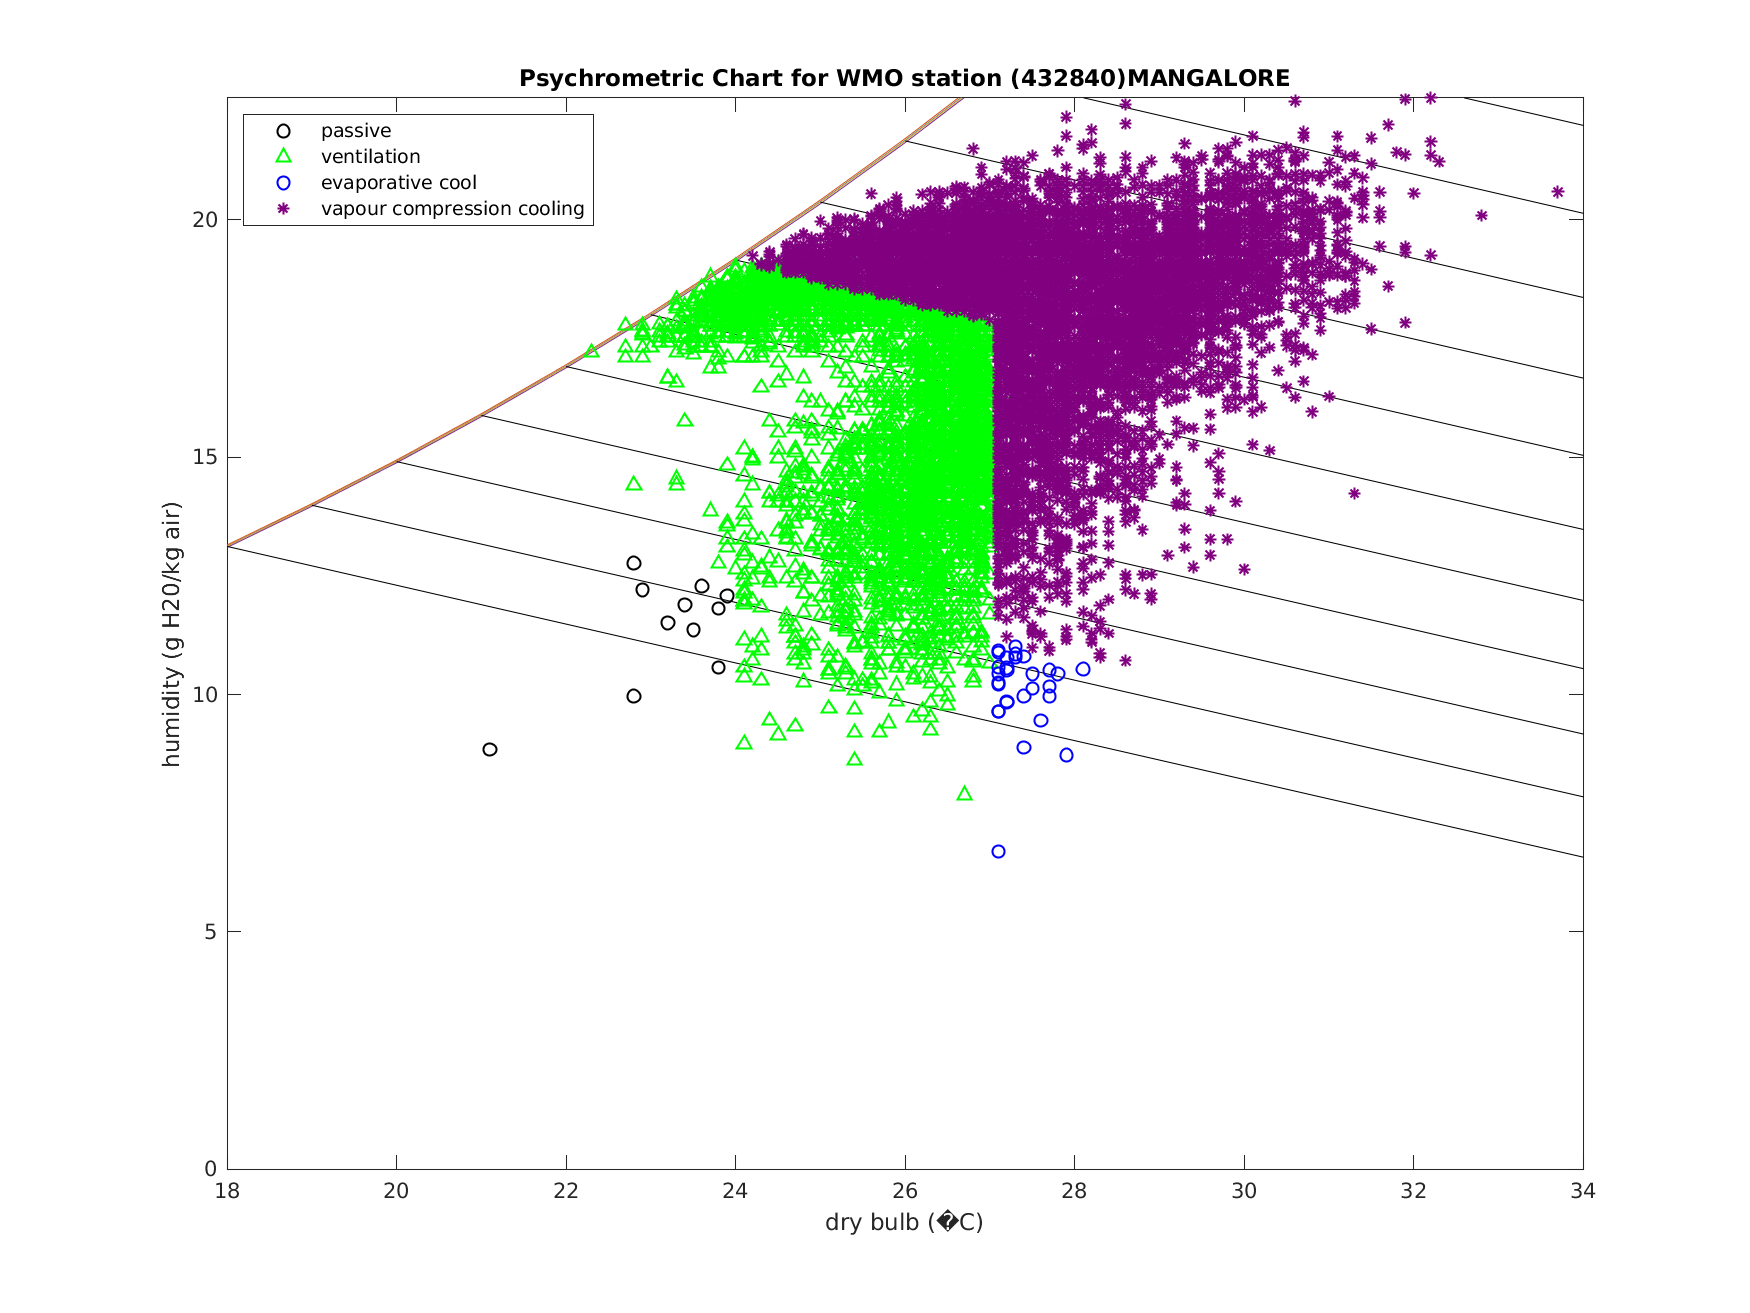 Psychrometric Chart for WMO station (432840)MANGALORE
passive
ventilation
evaporative cool
vapour compression cooling
humidity (g H20/kg air)
20
15
10
5
0
18 20 22 24 26 28 30 32 34
dry bulb (�C)